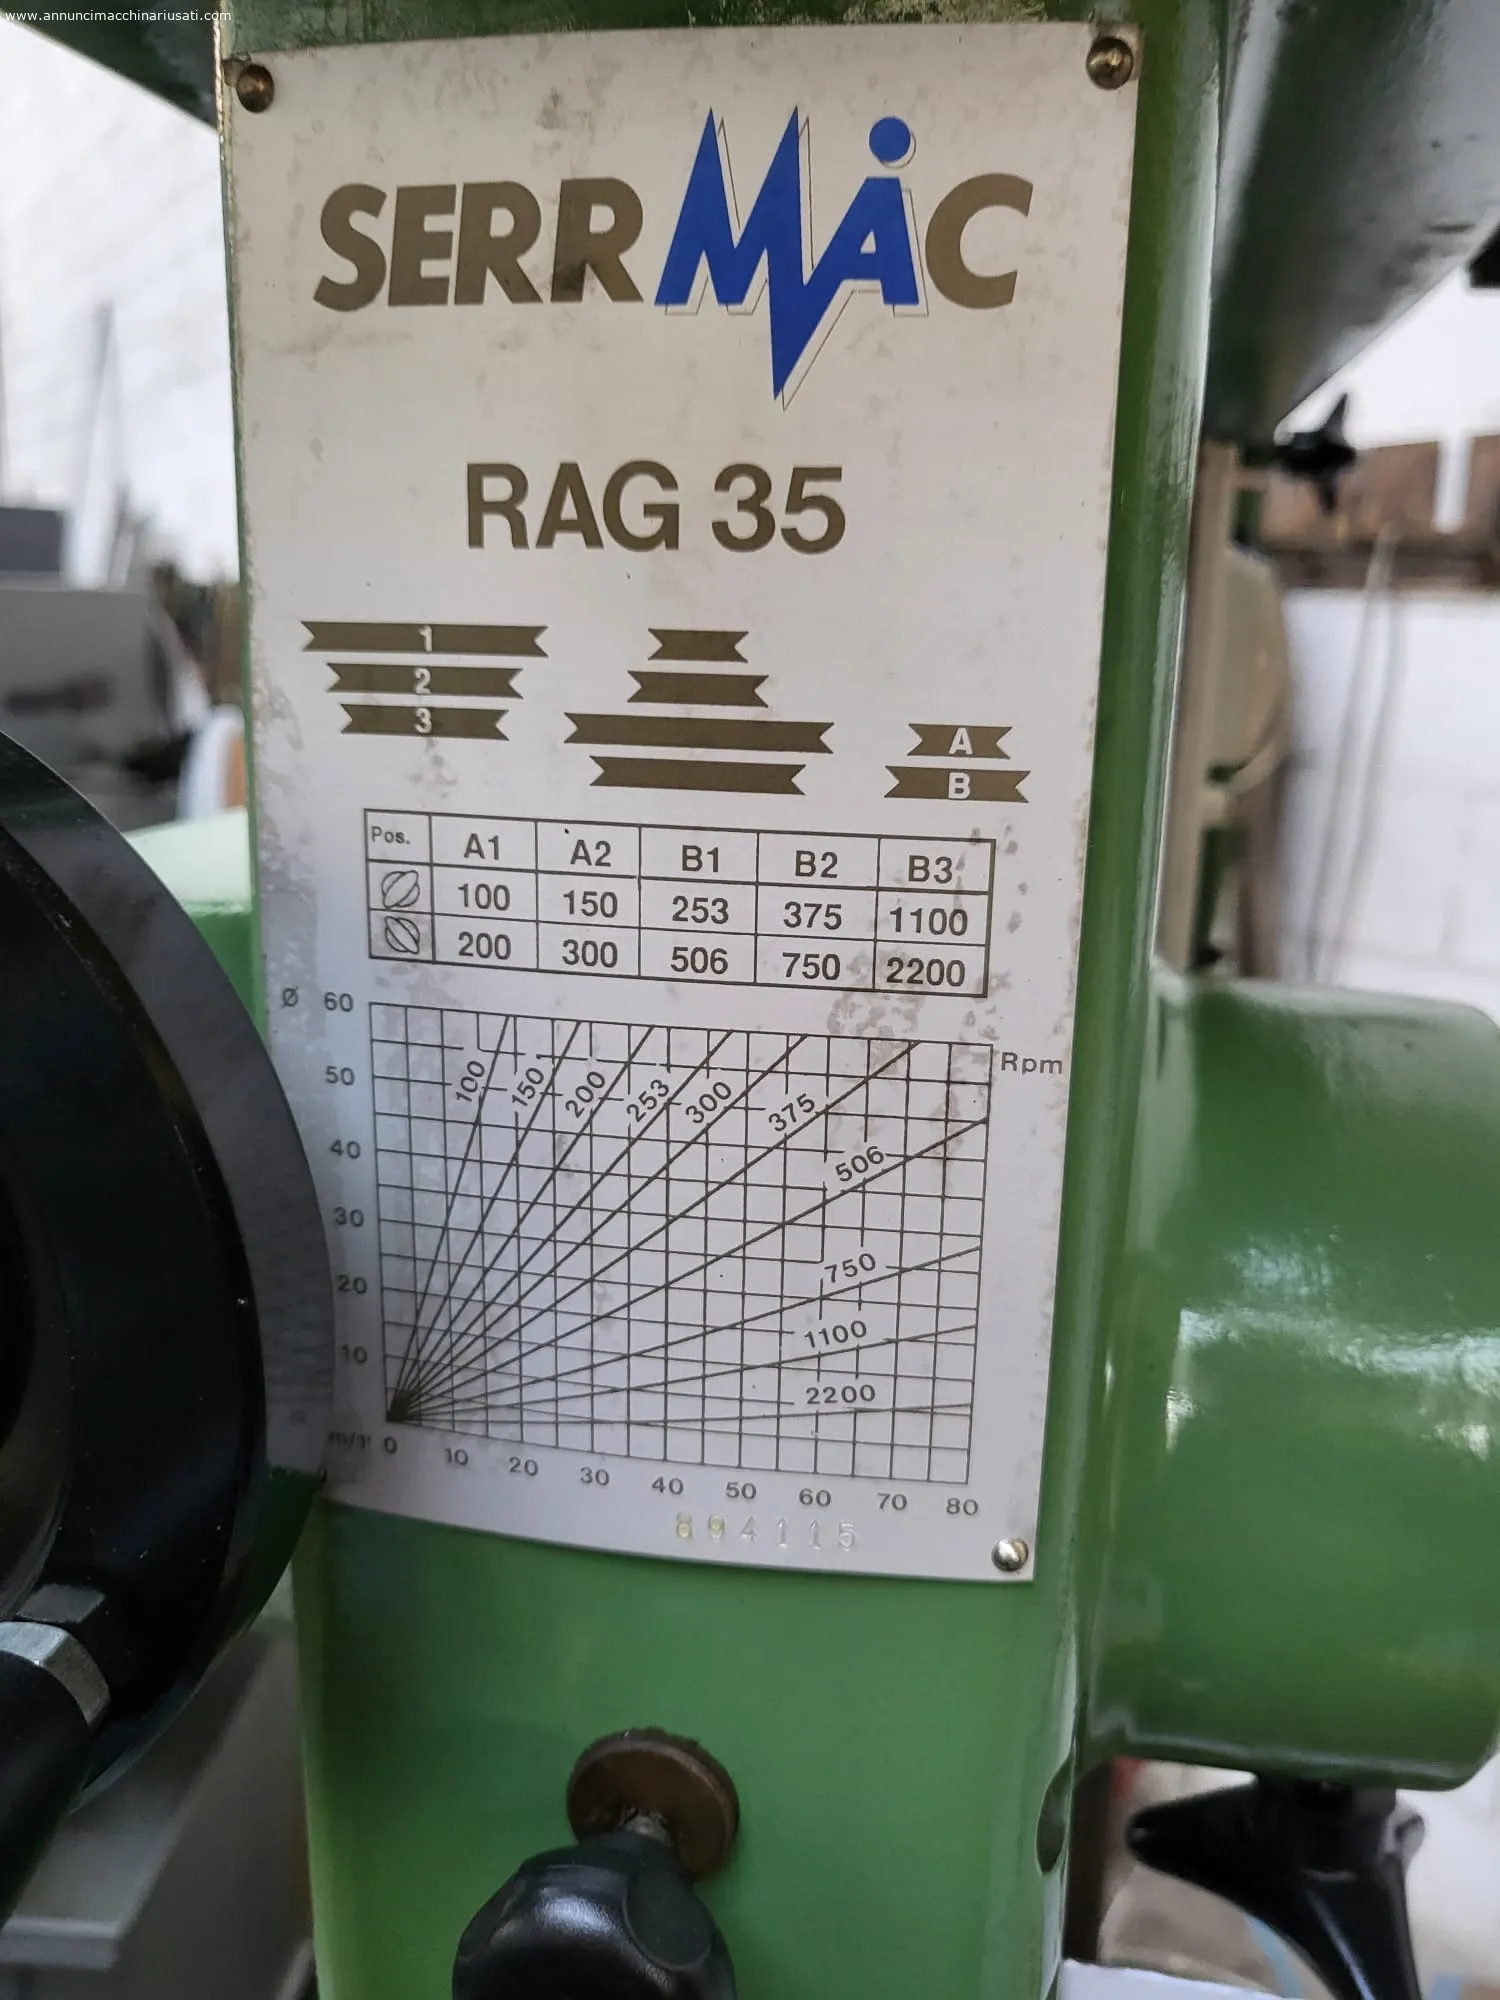 www.annuncimacchinariusati.com
SERRMAC
RAG 35
1
2
3
A
B
Pos. A1 A2 B1 B2 B3
100 150 253 375 1100
200 300 506 750 2200
Ø 60
50
40
30
20
10
Rpm
100 150 200 253 300 375
506
750
1100
2200
m/1' 0 10 20 30 40 50 60 70 80
894115